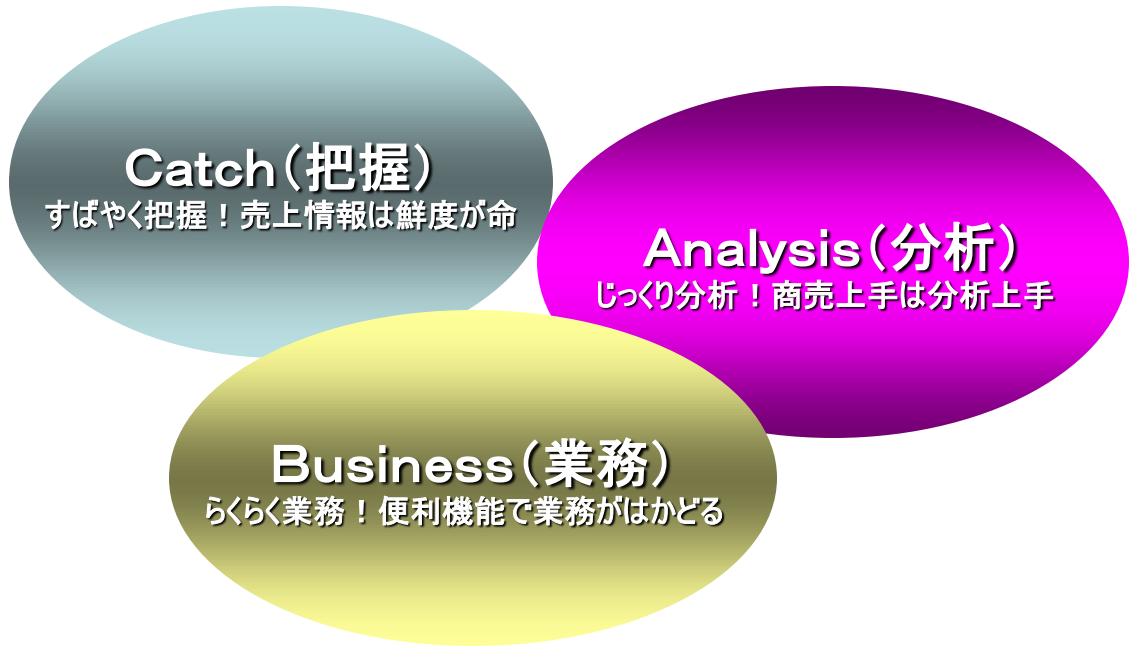 Catch（把握）
すばやく把握！売上情報は鮮度が命
Analysis（分析）
じっくり分析！商売上手は分析上手
Business（業務）
らくらく業務！便利機能で業務がはかどる